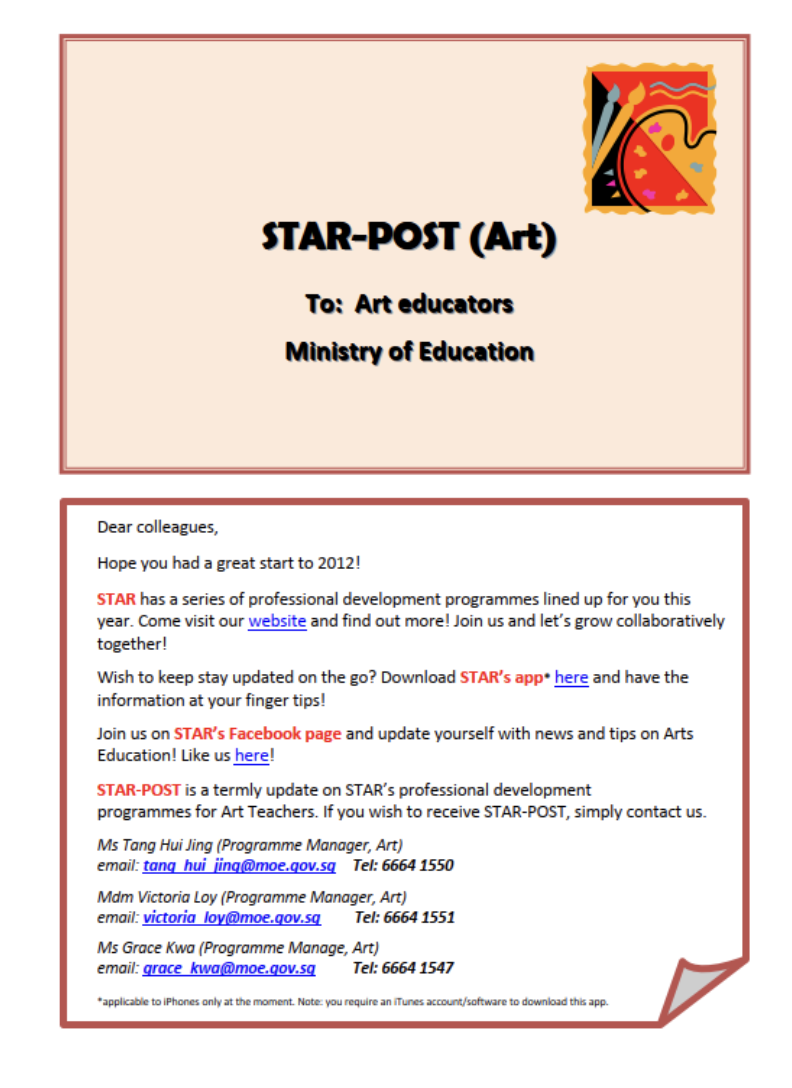 STAR-POST (Art)
To: Art educators
Ministry of Education
Dear colleagues,
Hope you had a great start to 2012!
STAR has a series of professional development programmes lined up for you this
year. Come visit our website and find out more! Join us and let's grow collaboratively
together!
Wish to keep stay updated on the go? Download STAR's app* here and have the
information at your finger tips!
Join us on STAR's Facebook page and update yourself with news and tips on Arts
Education! Like us here!
STAR-POST is a termly update on STAR's professional development
programmes for Art Teachers. If you wish to receive STAR-POST, simply contact us.
Ms Tang Hui Jing (Programme Manager, Art)
email: tang_hui_jing@moe.gov.sg Tel: 6664 1550
Mdm Victoria Loy (Programme Manager, Art)
email: victoria_loy@moe.gov.sg Tel: 6664 1551
Ms Grace Kwa (Programme Manage, Art)
email: grace_kwa@moe.gov.sg Tel: 6664 1547
*applicable to iPhones only at the moment. Note: you require an iTunes account/software to download this app.